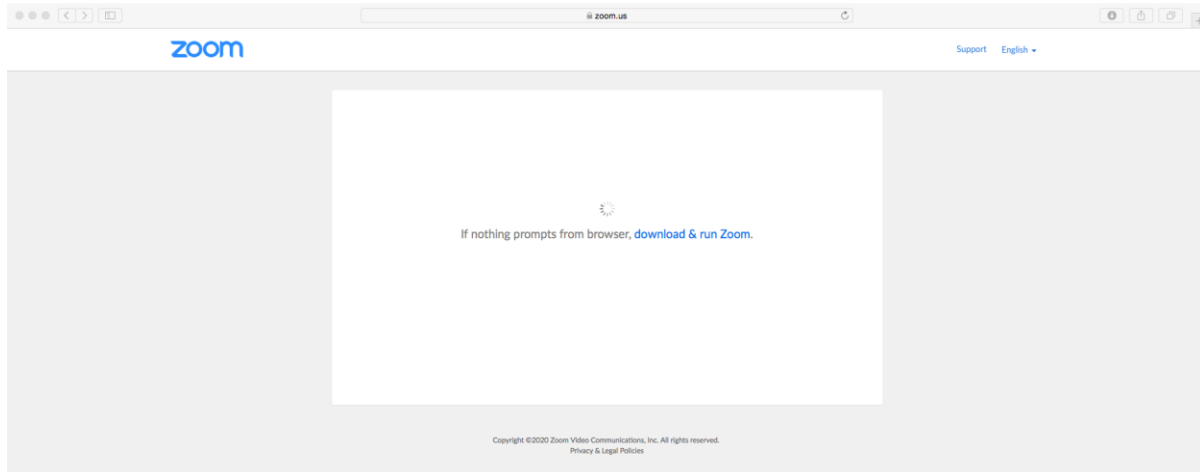 zoom.us
zoom
Support English
If nothing prompts from browser, download & run Zoom.
Copyright ©2020 Zoom Video Communications, Inc. All rights reserved.
Privacy & Legal Policies